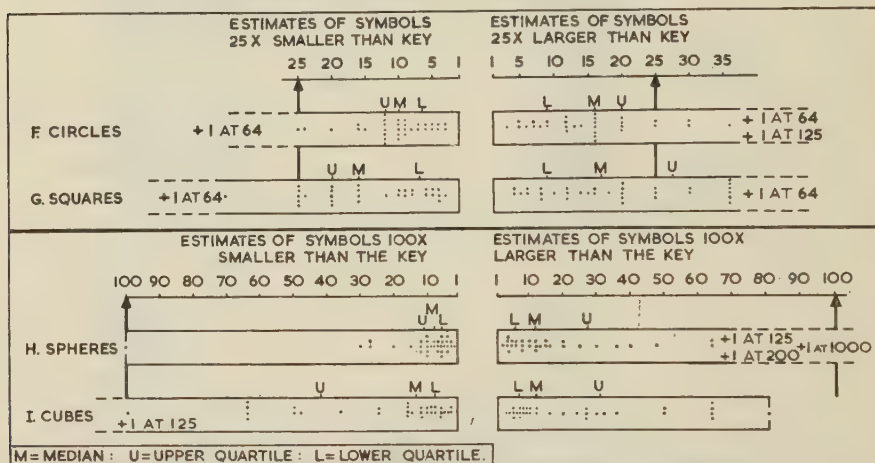 ESTIMATES OF SYMBOLS
25X SMALLER THAN KEY
ESTIMATES OF SYMBOLS
25X LARGER THAN KEY
25 20 15 10 5 1
1 5 10 15 20 25 30 35
U M L
L M U
F. CIRCLES
+1 AT 64
+1 AT 64
+1 AT 125
U M L
L M U
G. SQUARES
+1 AT 64
+1 AT 64
ESTIMATES OF SYMBOLS 100X
SMALLER THAN THE KEY
ESTIMATES OF SYMBOLS 100X
LARGER THAN THE KEY
100 90 80 70 60 50 40 30 20 10 1
1 10 20 30 40 50 60 70 80 90 100
M
U L
L M U
H. SPHERES
+1 AT 125
+1 AT 200
+1 AT 1000
U M L
L M U
I. CUBES
+1 AT 125
M=MEDIAN: U=UPPER QUARTILE: L=LOWER QUARTILE.